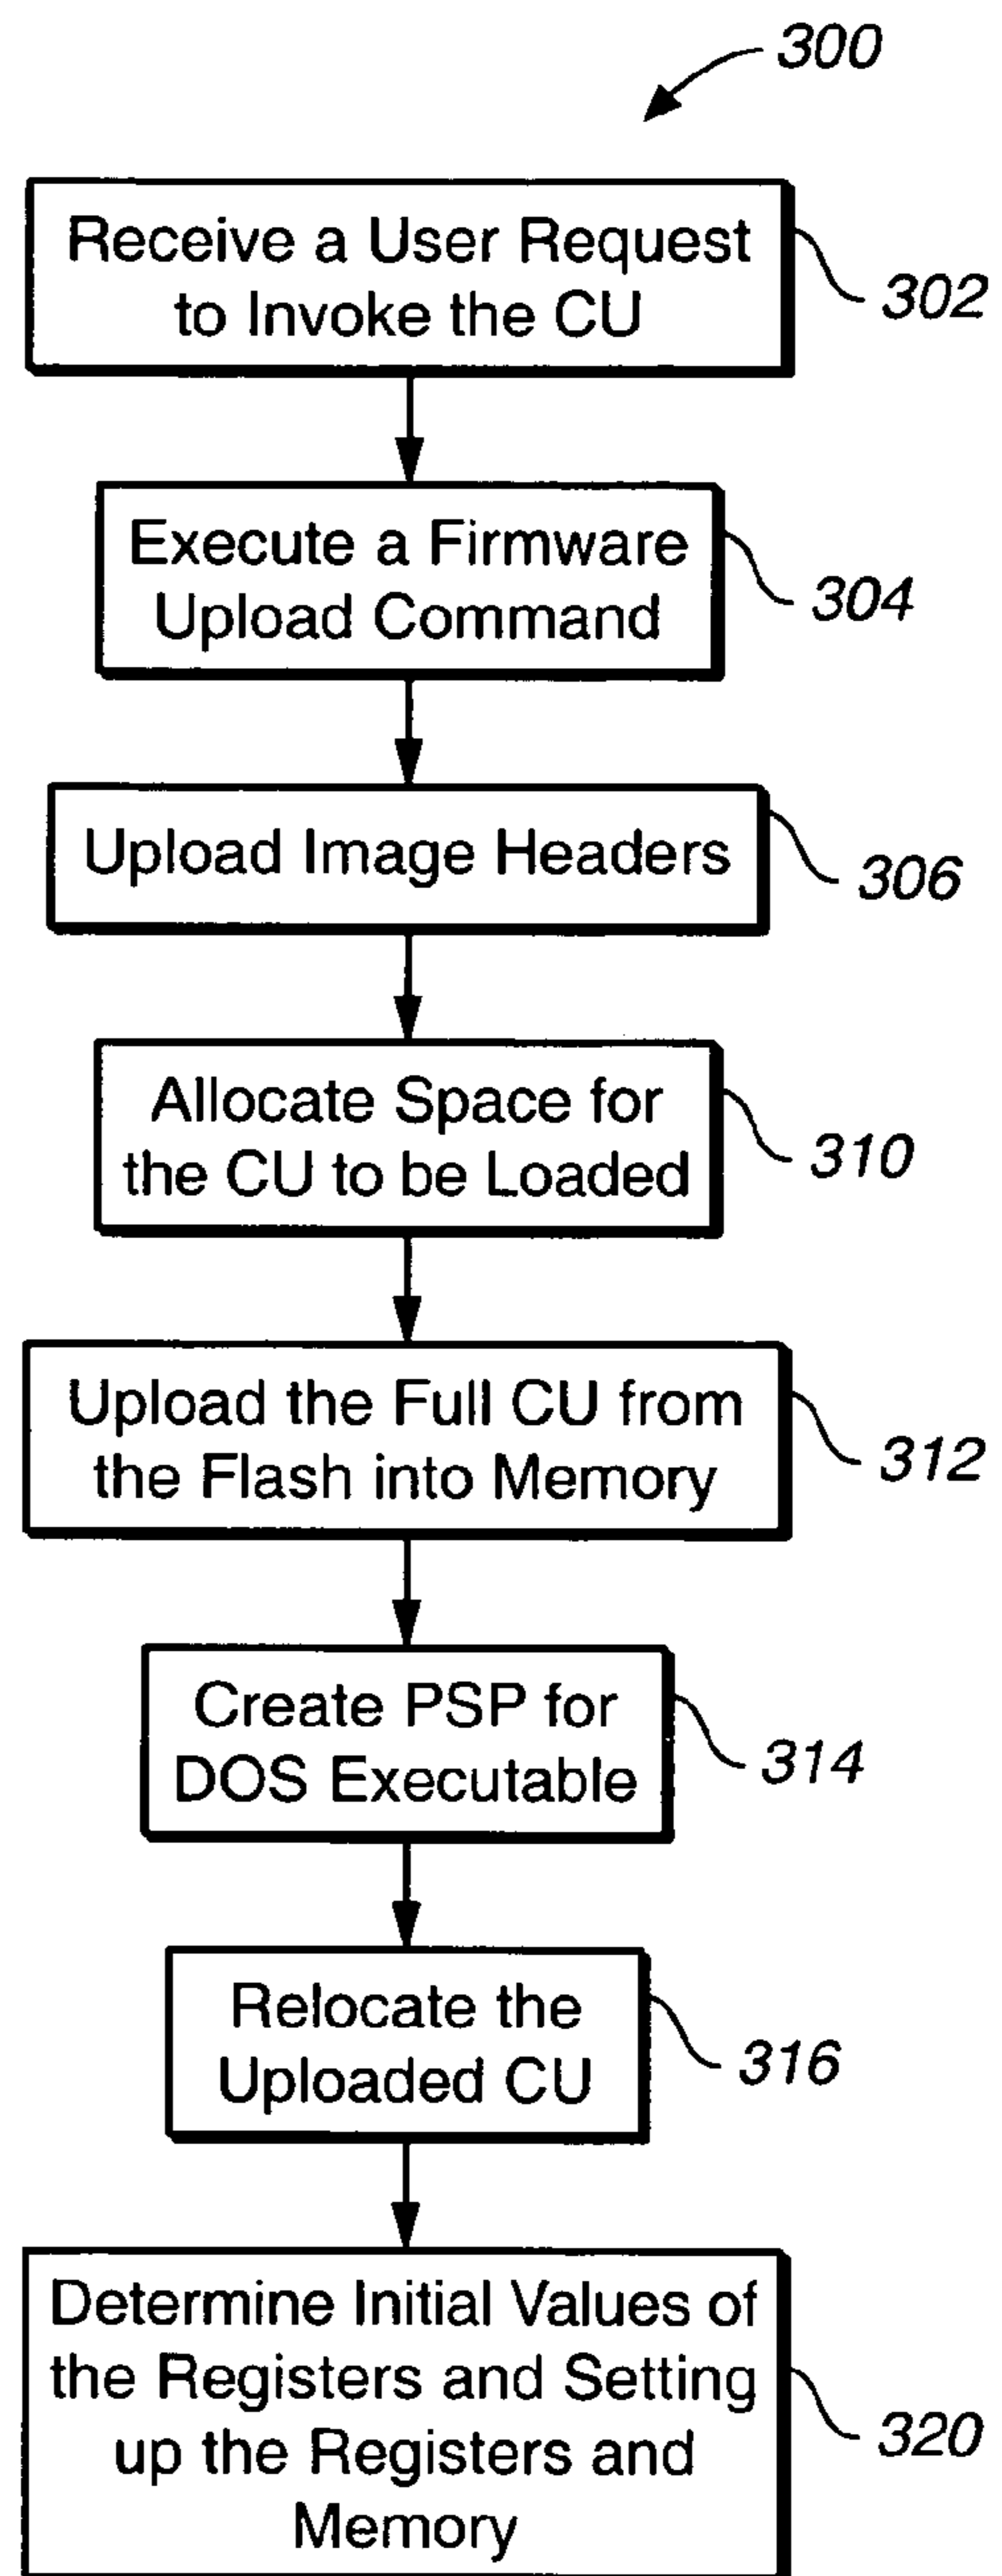 300
Receive a User Request
to Invoke the CU
302
Execute a Firmware
Upload Command
304
Upload Image Headers
306
Allocate Space for
the CU to be Loaded
310
Upload the Full CU from
the Flash into Memory
312
Create PSP for
DOS Executable
314
Relocate the
Uploaded CU
316
Determine Initial Values of
the Registers and Setting
up the Registers and
Memory
320